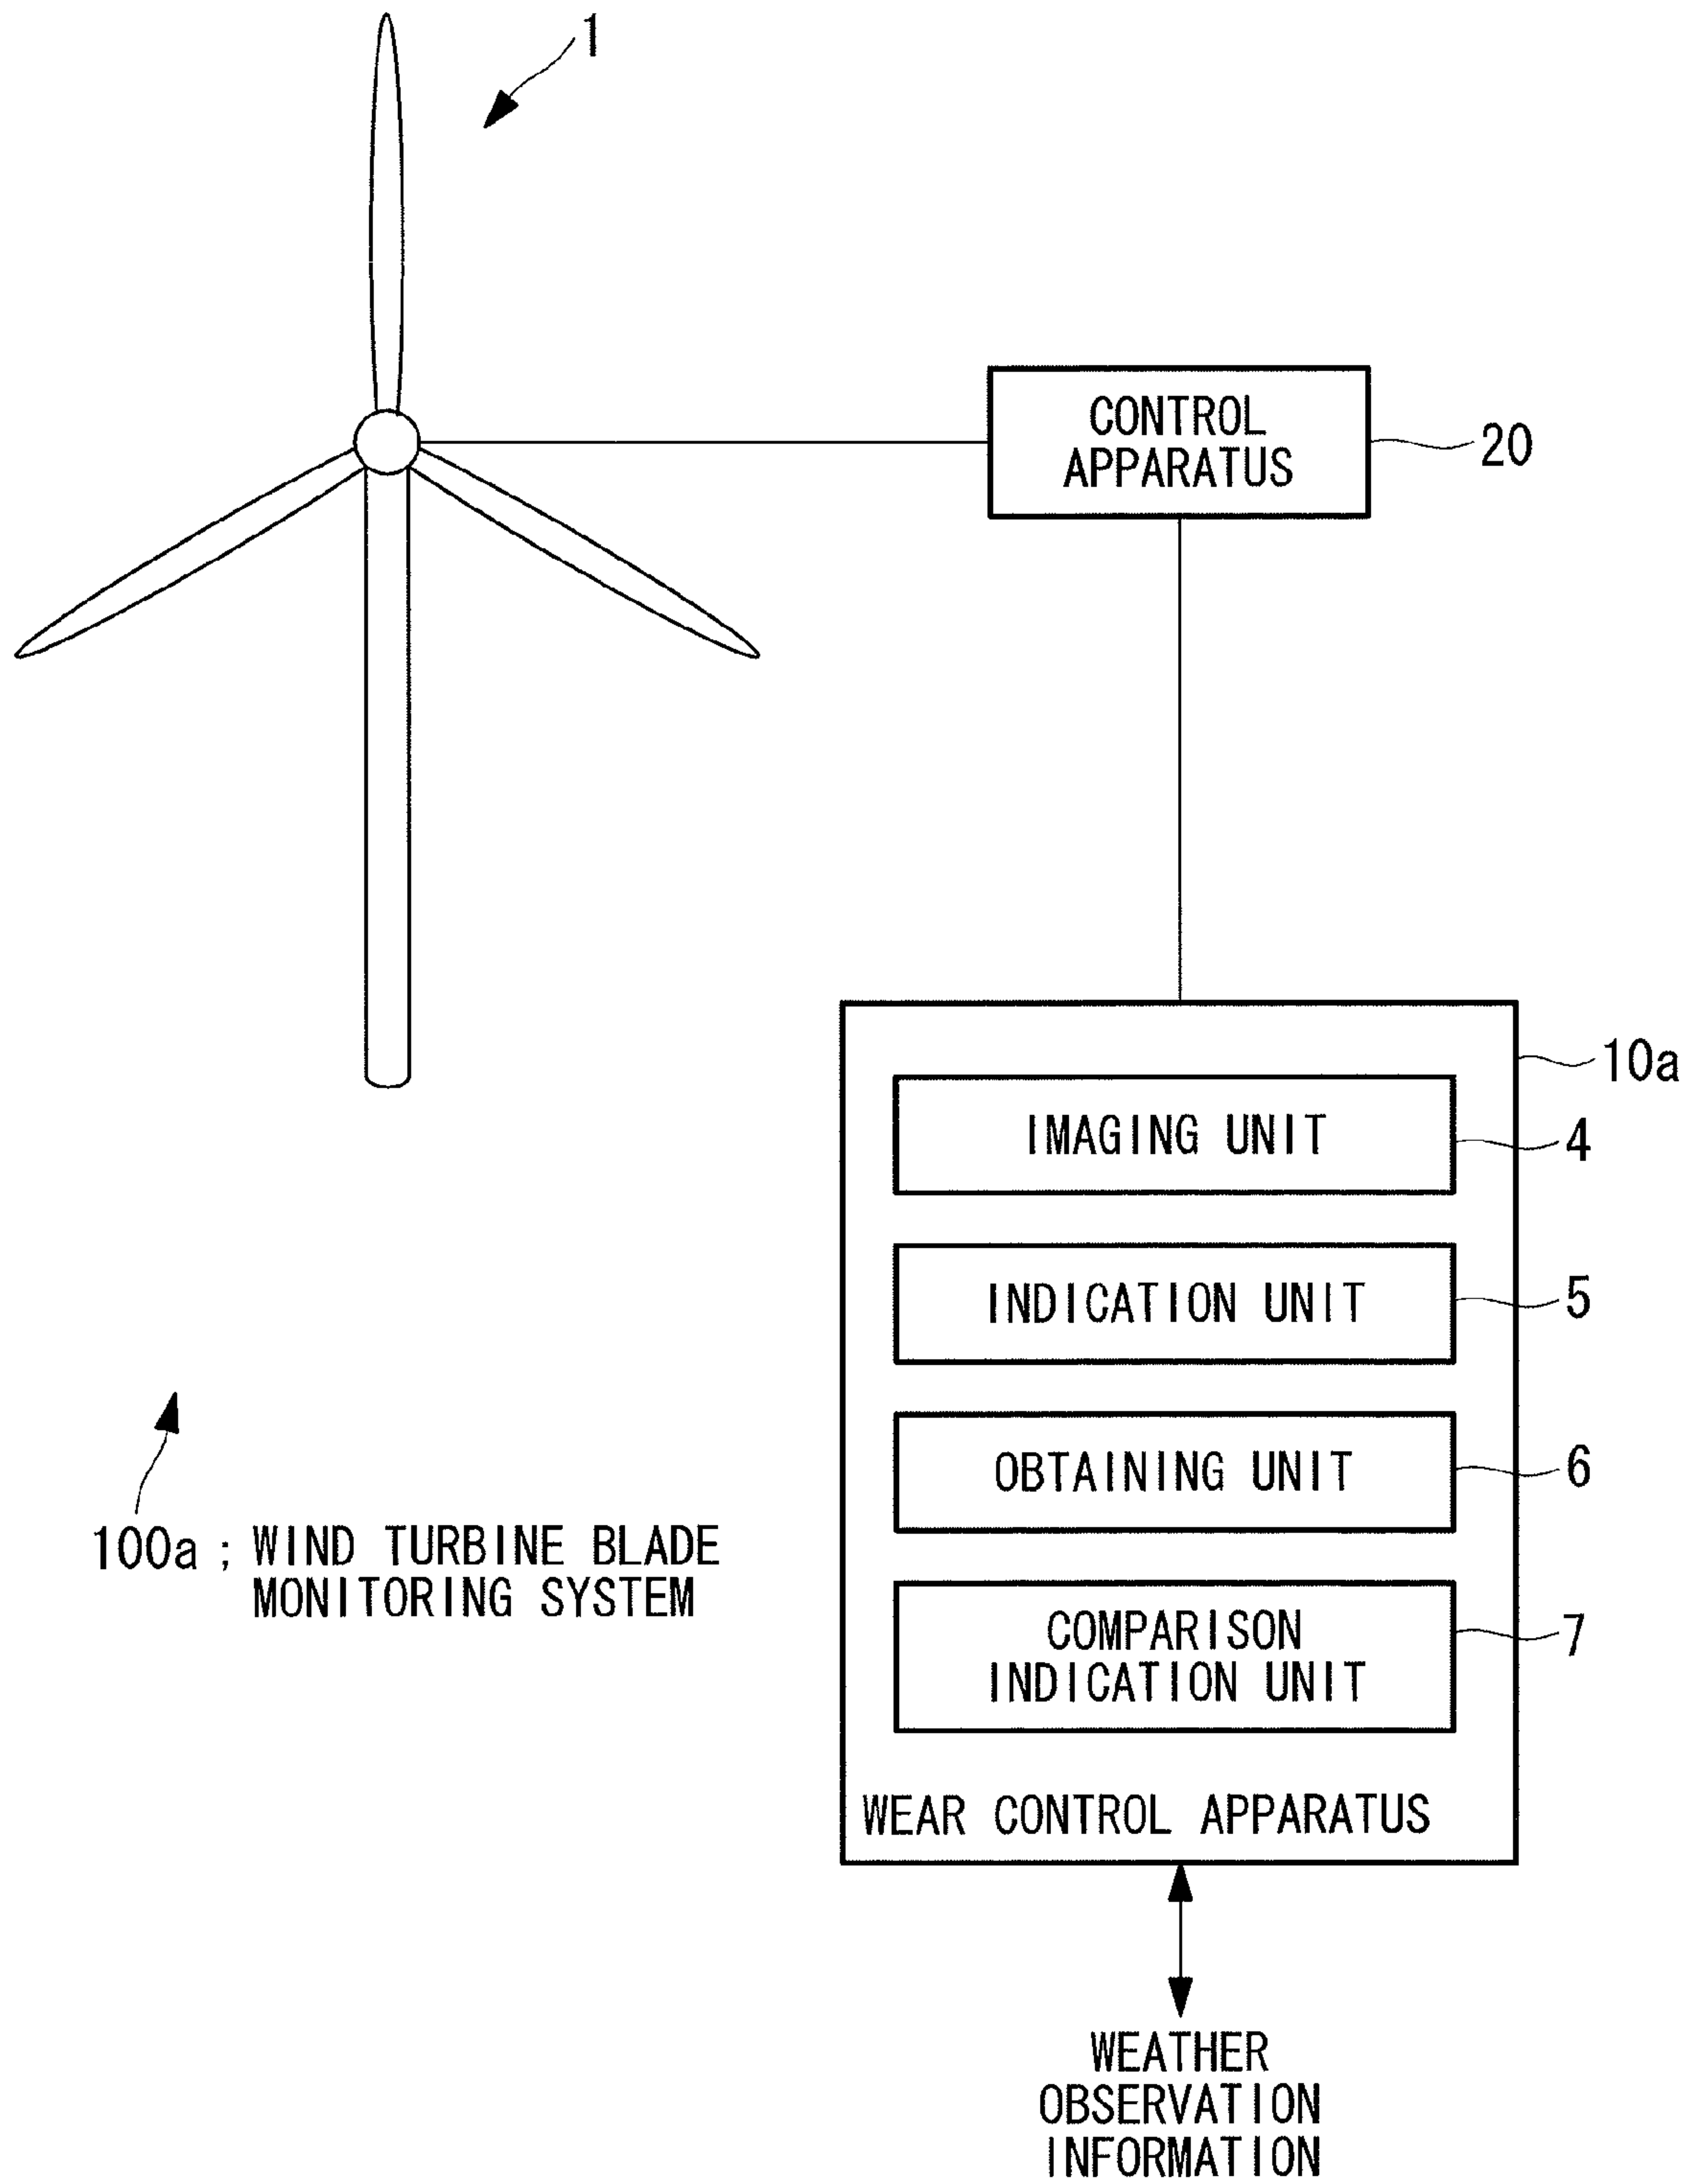 1
CONTROL
APPARATUS
20
10a
IMAGING UNIT
4
INDICATION UNIT
5
OBTAINING UNIT
6
COMPARISON
INDICATION UNIT
7
WEAR CONTROL APPARATUS
100a ; WIND TURBINE BLADE
MONITORING SYSTEM
WEATHER
OBSERVATION
INFORMATION